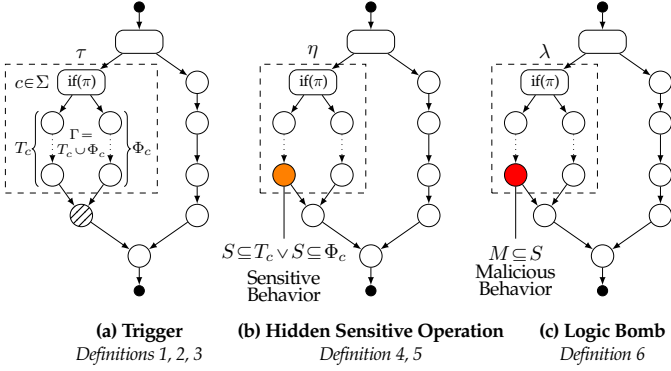 τ
c∈Σ
if(π)
T_c
Γ =
T_c ∪ Φ_c
Φ_c
(a) Trigger
Definitions 1, 2, 3
η
if(π)
S⊆T_c ∨ S⊆Φ_c
Sensitive
Behavior
(b) Hidden Sensitive Operation
Definition 4, 5
λ
if(π)
M⊆S
Malicious
Behavior
(c) Logic Bomb
Definition 6